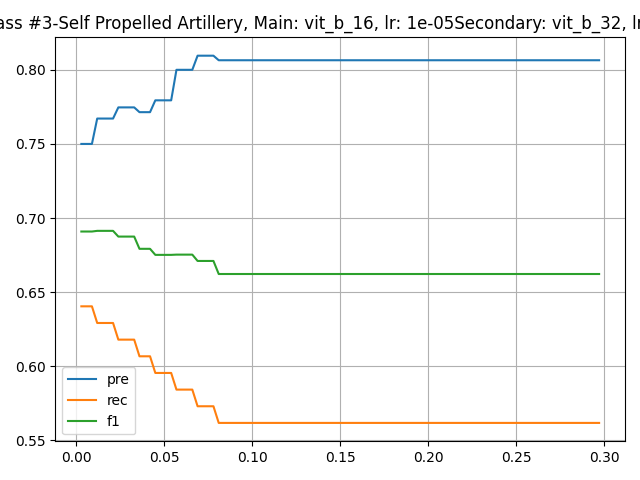 ass #3-Self Propelled Artillery, Main: vit_b_16, lr: 1e-05Secondary: vit_b_32, lr
0.80
0.75
0.70
0.65
0.60
0.55
pre
rec
f1
0.00 0.05 0.10 0.15 0.20 0.25 0.30